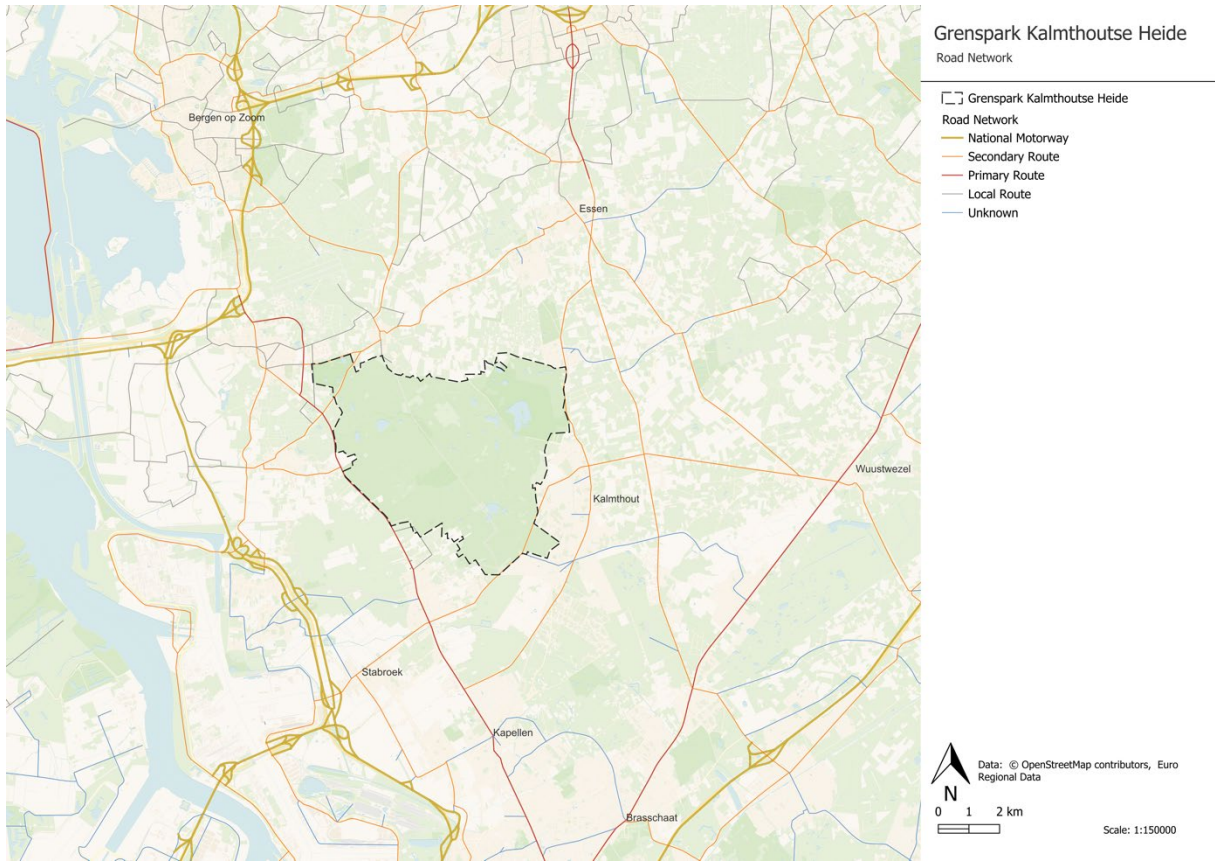 Grenspark Kalmthoutse Heide
Road Network
Grenspark Kalmthoutse Heide
Road Network
National Motorway
Secondary Route
Primary Route
Local Route
Unknown
Bergen op Zoom
Essen
Wuustwezel
Kalmthout
Stabroek
Kapellen
Brasschaat
N
Data: © OpenStreetMap contributors, Euro
Regional Data
0 1 2 km
Scale: 1:150000